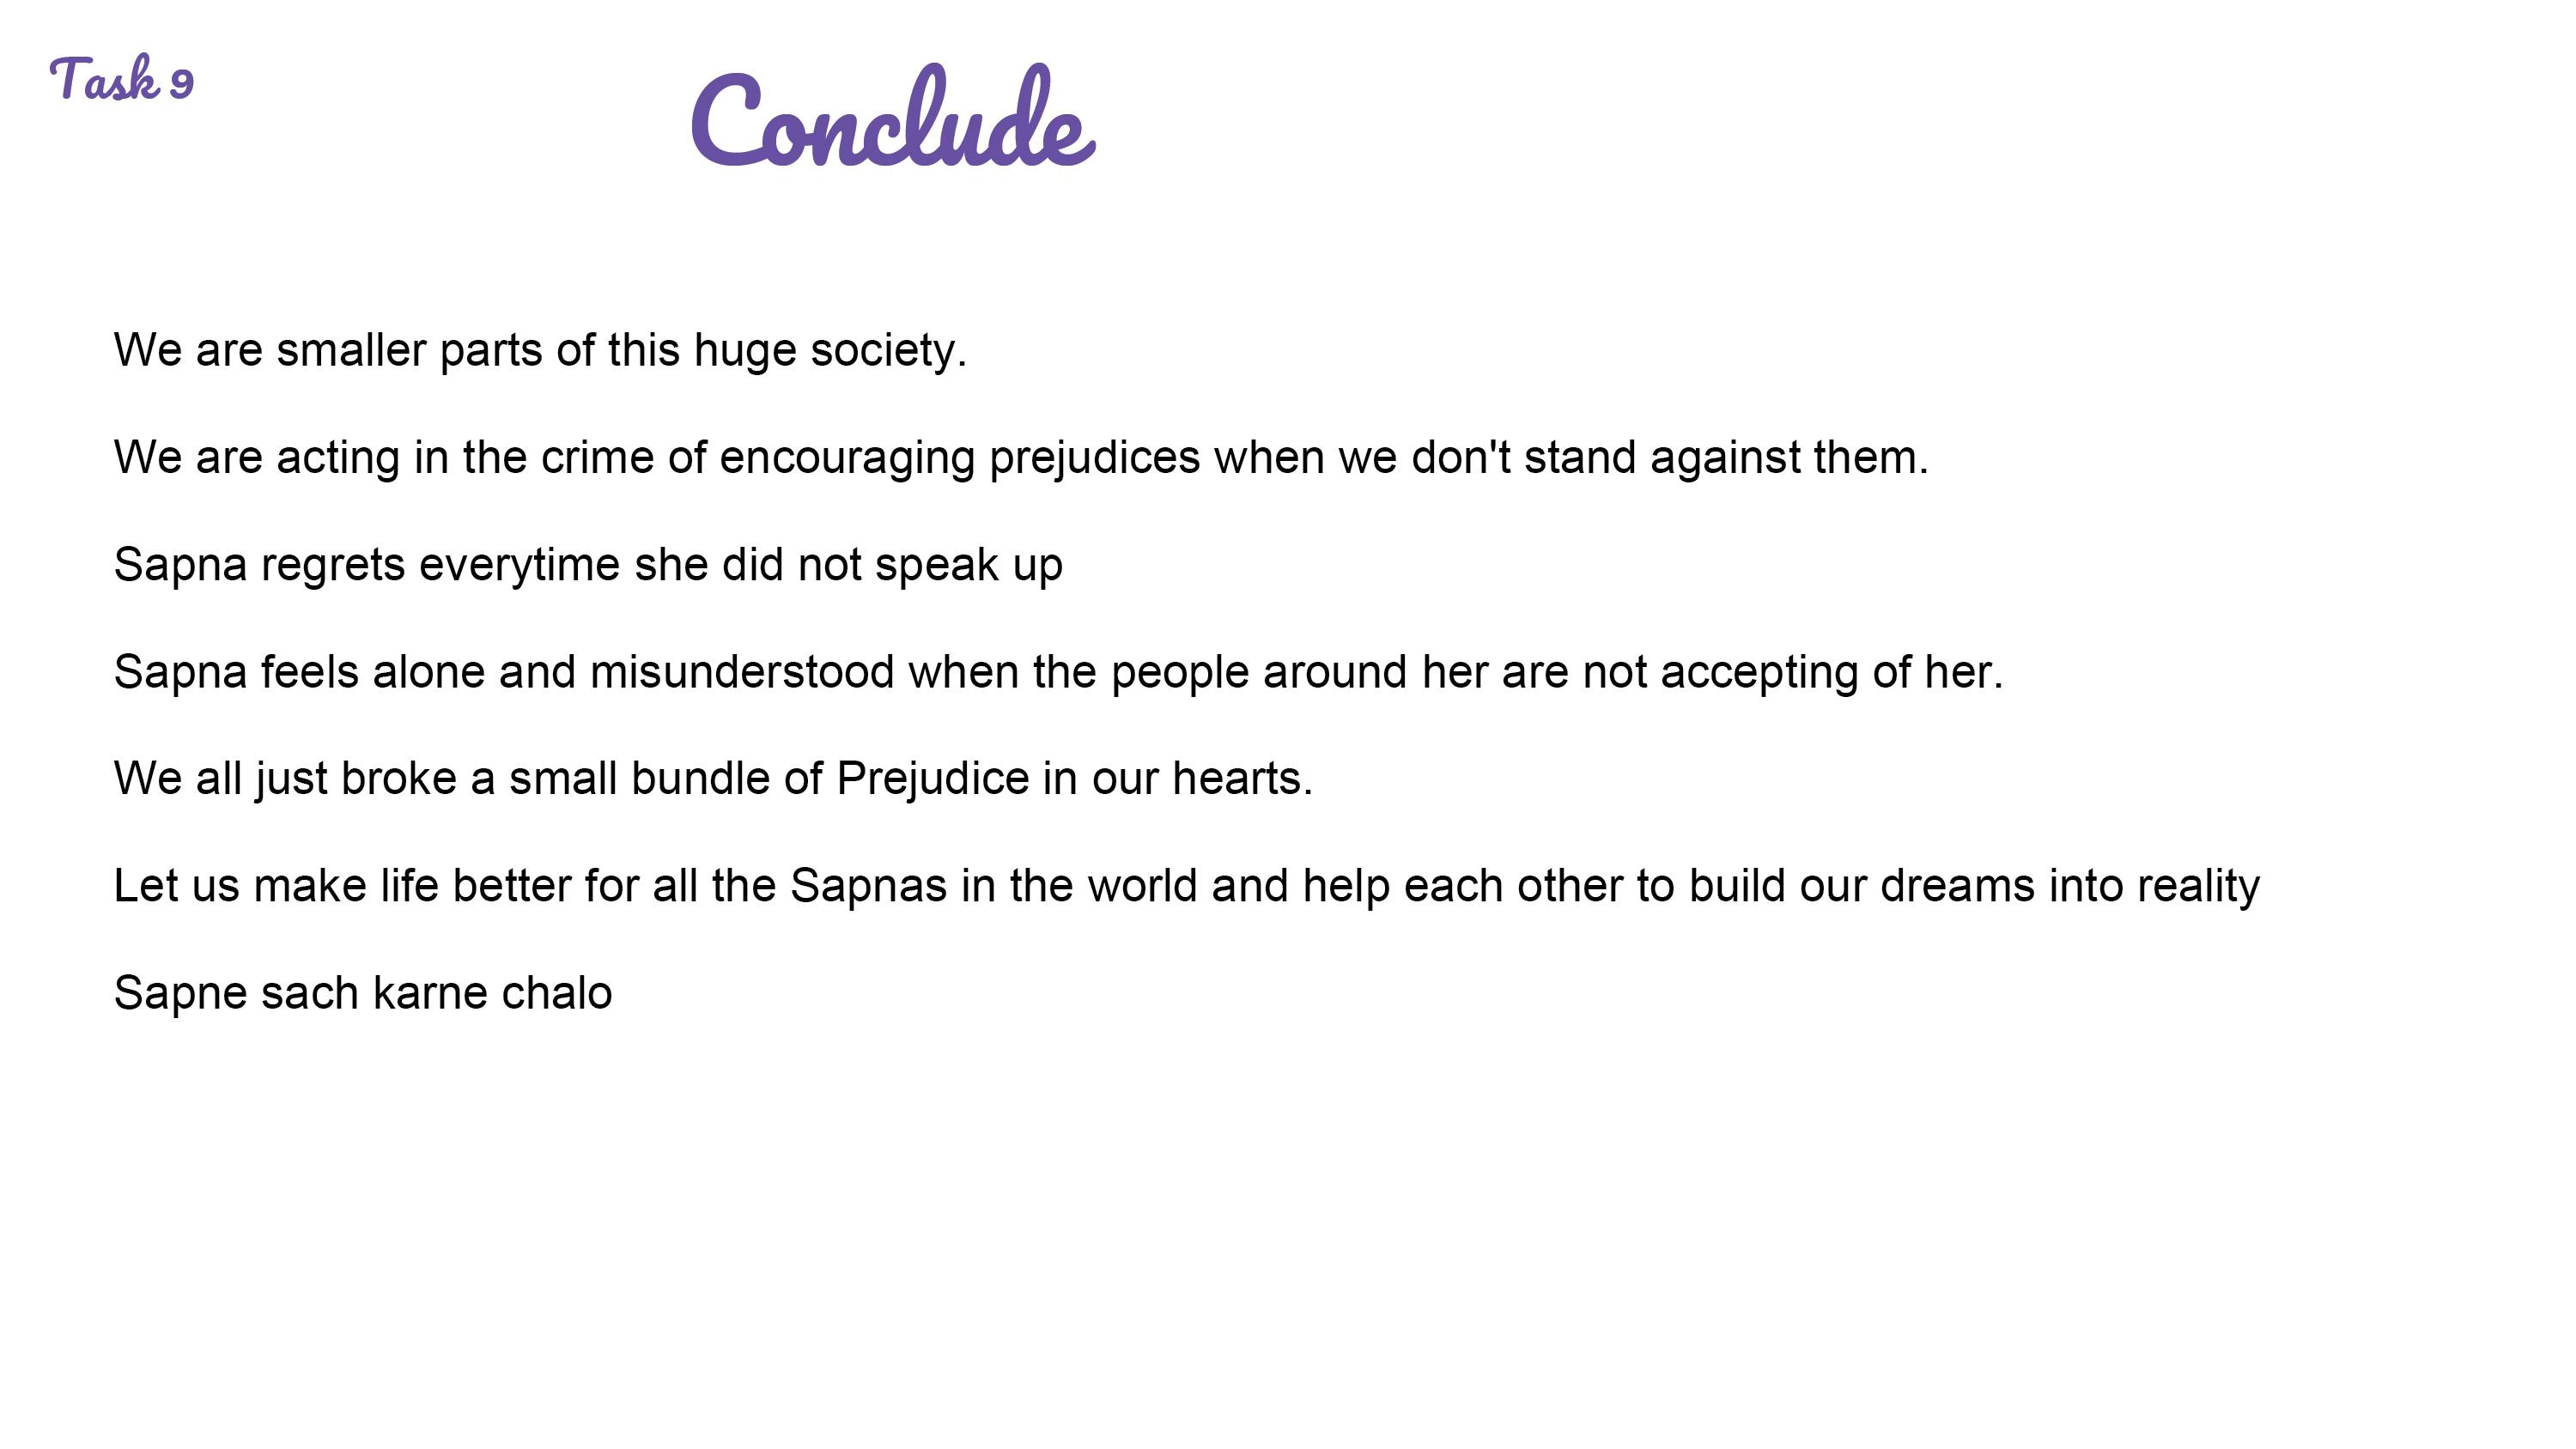 Task 9
Conclude
We are smaller parts of this huge society.
We are acting in the crime of encouraging prejudices when we don't stand against them.
Sapna regrets everytime she did not speak up
Sapna feels alone and misunderstood when the people around her are not accepting of her.
We all just broke a small bundle of Prejudice in our hearts.
Let us make life better for all the Sapnas in the world and help each other to build our dreams into reality
Sapne sach karne chalo